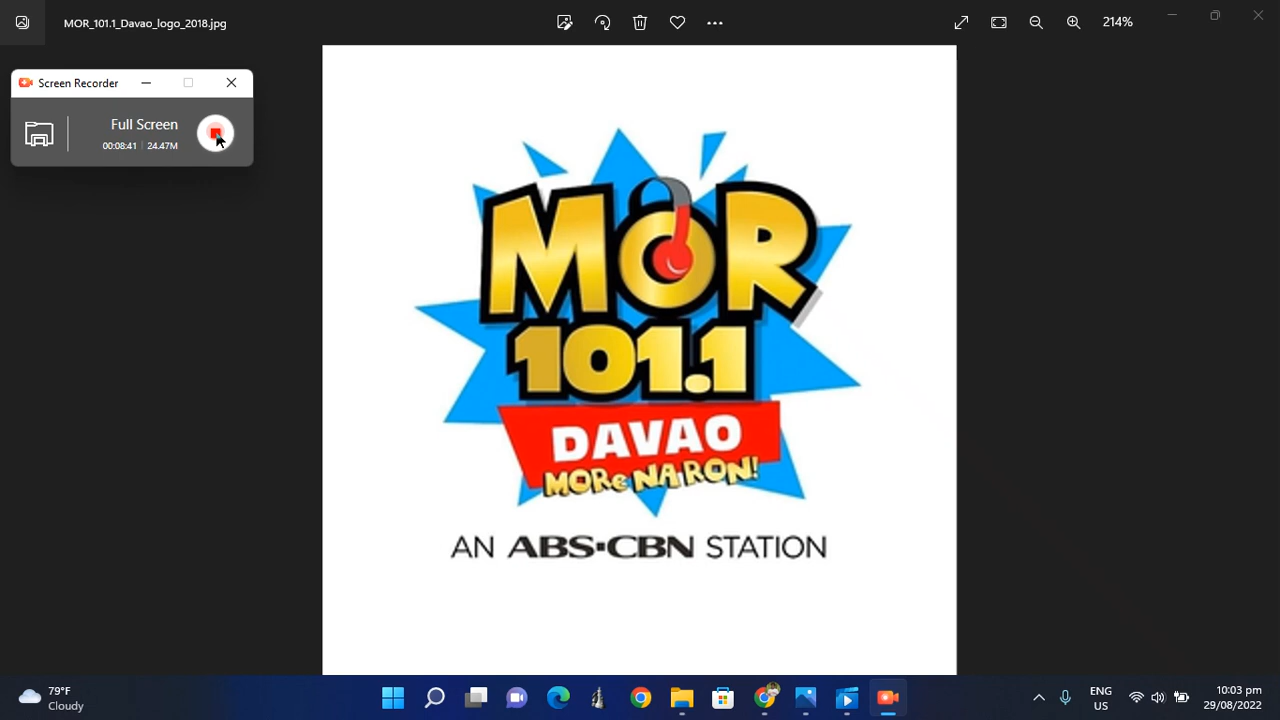 MOR_101.1_Davao_logo_2018.jpg
214%
Screen Recorder
Full Screen
00:08:41 | 24.47M
MOR
101.1
DAVAO
MORe NA RON!
AN ABS-CBN STATION
79°F
Cloudy
ENG
US
10:03 pm
29/08/2022